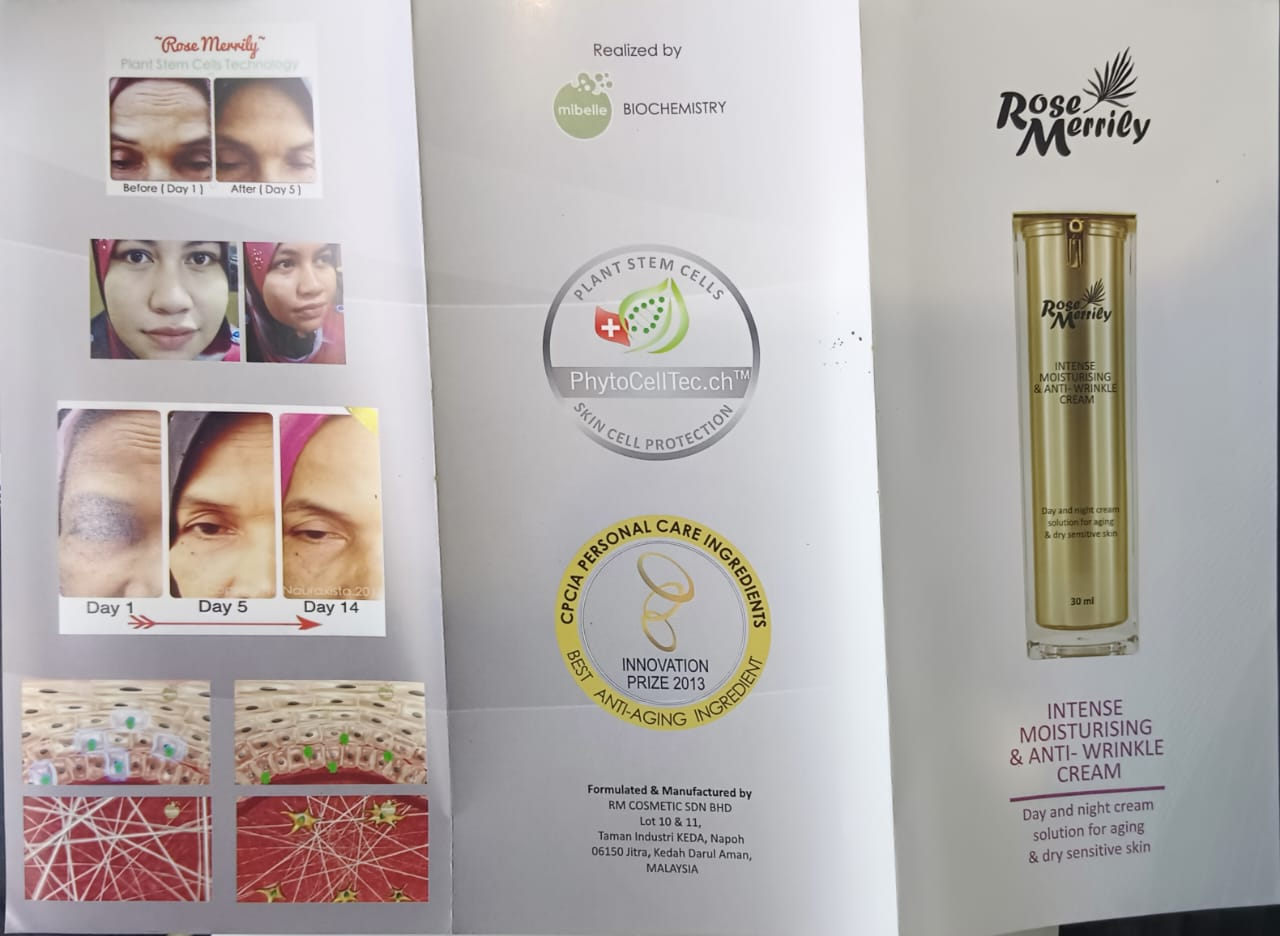 ~Rose Merrily~
Plant Stem Cells Technology
Before ( Day 1 )
After ( Day 5 )
Day 1
Day 5
Day 14
Realized by
mibelle
BIOCHEMISTRY
PLANT STEM CELLS
PhytoCellTec.ch™
SKIN CELL PROTECTION
CPCIA PERSONAL CARE INGREDIENTS
INNOVATION
PRIZE 2013
BEST ANTI-AGING INGREDIENT
Formulated & Manufactured by
RM COSMETIC SDN BHD
Lot 10 & 11,
Taman Industri KEDA, Napoh
06150 Jitra, Kedah Darul Aman,
MALAYSIA
Rose
Merrily
Rose
Merrily
INTENSE
MOISTURISING
& ANTI- WRINKLE
CREAM
Day and night cream
solution for aging
& dry sensitive skin
30 ml
INTENSE
MOISTURISING
& ANTI- WRINKLE
CREAM
Day and night cream
solution for aging
& dry sensitive skin